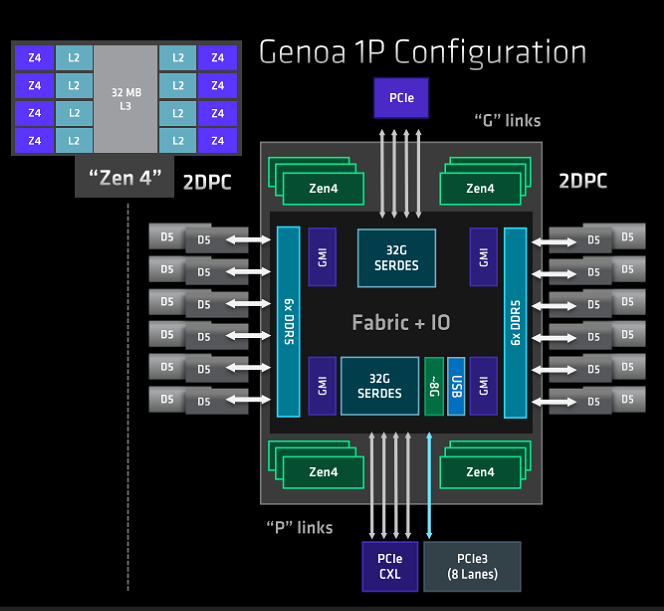 Genoa 1P Configuration
Z4 L2 L2 Z4
Z4 L2 L2 Z4
32 MB
L3
Z4 L2 L2 Z4
Z4 L2 L2 Z4
"Zen 4"
2DPC
PCIe
"G" links
2DPC
Zen4 Zen4
D5 D5 D5 D5
D5 D5 D5 D5
D5 D5 D5 D5
D5 D5 D5 D5
D5 D5 D5 D5
D5 D5 D5 D5
6x DDR5
GMI
32G
SERDES
GMI
6x DDR5
Fabric + IO
GMI
32G
SERDES
~8G
USB
GMI
Zen4 Zen4
"P" links
PCIe
CXL
PCIe3
(8 Lanes)